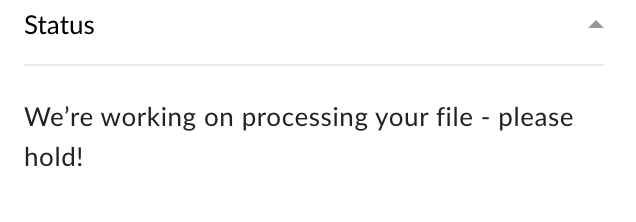 Status
We’re working on processing your file - please
hold!